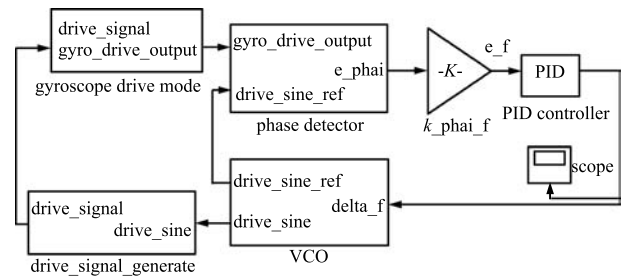 drive_signal
gyro_drive_output
gyroscope drive mode
gyro_drive_output
e_phai
drive_sine_ref
phase detector
-K-
k_phai_f
e_f
PID
PID controller
scope
drive_sine_ref
delta_f
drive_sine
VCO
drive_signal
drive_sine
drive_signal_generate